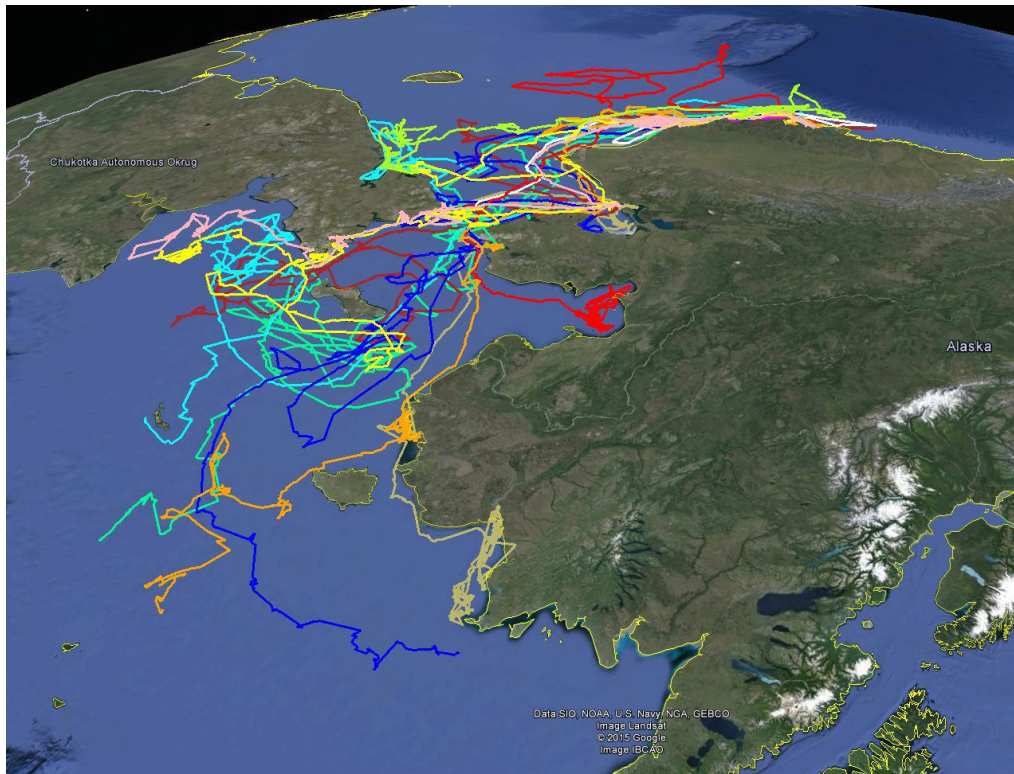 Chukotka Autonomous Okrug
Alaska
Data SIO, NOAA, U.S. Navy, NGA, GEBCO
Image Landsat
© 2015 Google
Image IBCAO